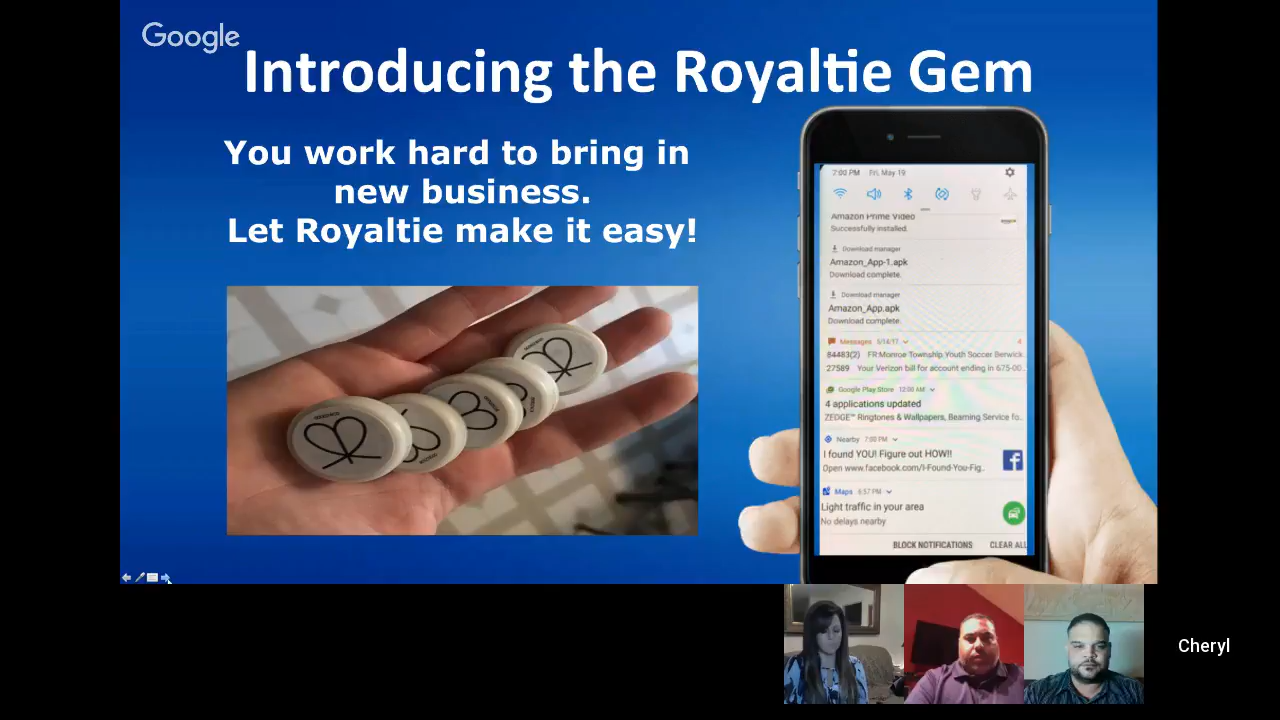 Google
Introducing the Royaltie Gem
You work hard to bring in
new business.
Let Royaltie make it easy!
7:00 PM Fri, May 19
Amazon Prime Video
Successfully installed.
Download manager
Amazon_App-1.apk
Download complete.
Download manager
Amazon_App.apk
Download complete.
Messages 5/14/17
4
84483(2) FR:Monroe Township Youth Soccer Berwick
27589 Your Verizon bill for account ending in 675-00..
Google Play Store 12:00 AM
4 applications updated
ZEDGE™ Ringtones & Wallpapers, Beaming Service fo..
Nearby 7:00 PM
I found YOU! Figure out HOW!!
Open www.facebook.com/I-Found-You-Fig..
Maps 6:57 PM
Light traffic in your area
No delays nearby
BLOCK NOTIFICATIONS CLEAR ALL
Cheryl